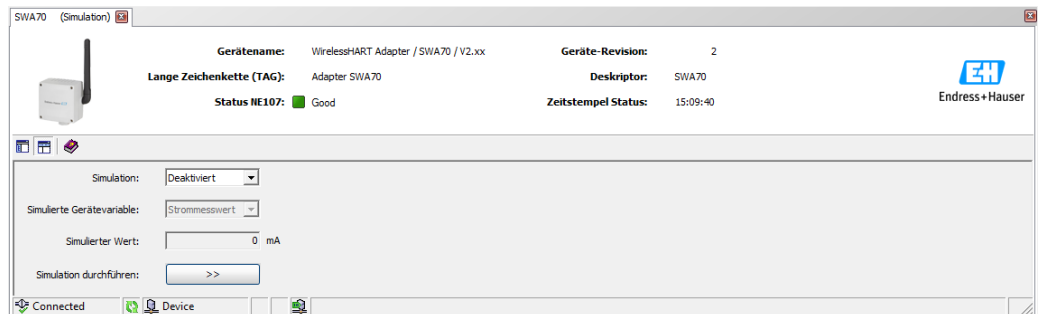 SWA70 (Simulation)
Gerätename: WirelessHART Adapter / SWA70 / V2.xx Geräte-Revision: 2
Lange Zeichenkette (TAG): Adapter SWA70 Deskriptor: SWA70
Status NE107: Good Zeitstempel Status: 15:09:40
EH
Endress+Hauser
Simulation: Deaktiviert
Simulierte Gerätevariable: Strommesswert
Simulierter Wert: 0 mA
Simulation durchführen: >>
Connected Device